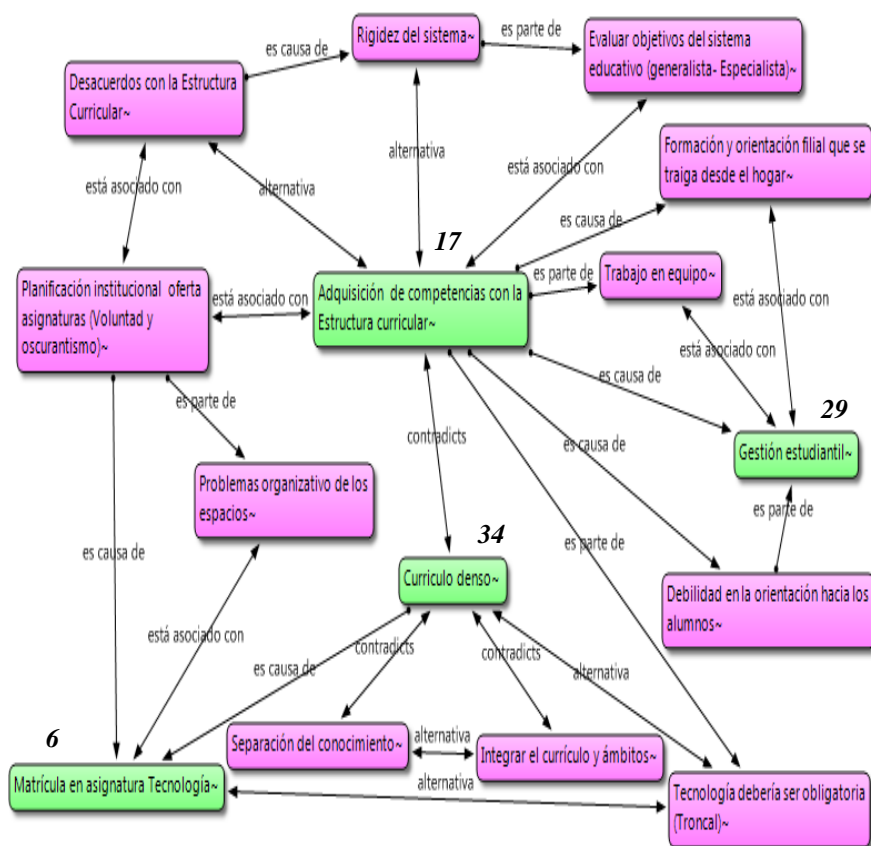 Rigidez del sistema~
es causa de
es parte de
Evaluar objetivos del sistema
educativo (generalista- Especialista)~
Desacuerdos con la Estructura
Curricular~
alternativa
Formación y orientación filial que se
traiga desde el hogar~
está asociado con
está asociado con
alternativa
es causa de
17
Planificación institucional oferta
asignaturas (Voluntad y
oscurantismo)~
está asociado con
Adquisición de competencias con la
Estructura curricular~
es parte de
Trabajo en equipo~
está asociado con
está asociado con
es causa de
29
Gestión estudiantil~
es parte de
contradicts
es causa de
Problemas organizativo de los
espacios~
es parte de
34
es parte de
es causa de
Curriculo denso~
Debilidad en la orientación hacia los
alumnos~
está asociado con
es causa de
contradicts
contradicts
alternativa
6
Separación del conocimiento~
alternativa
Integrar el currículo y ámbitos~
Matrícula en asignatura Tecnología~
alternativa
Tecnología debería ser obligatoria
(Troncal)~